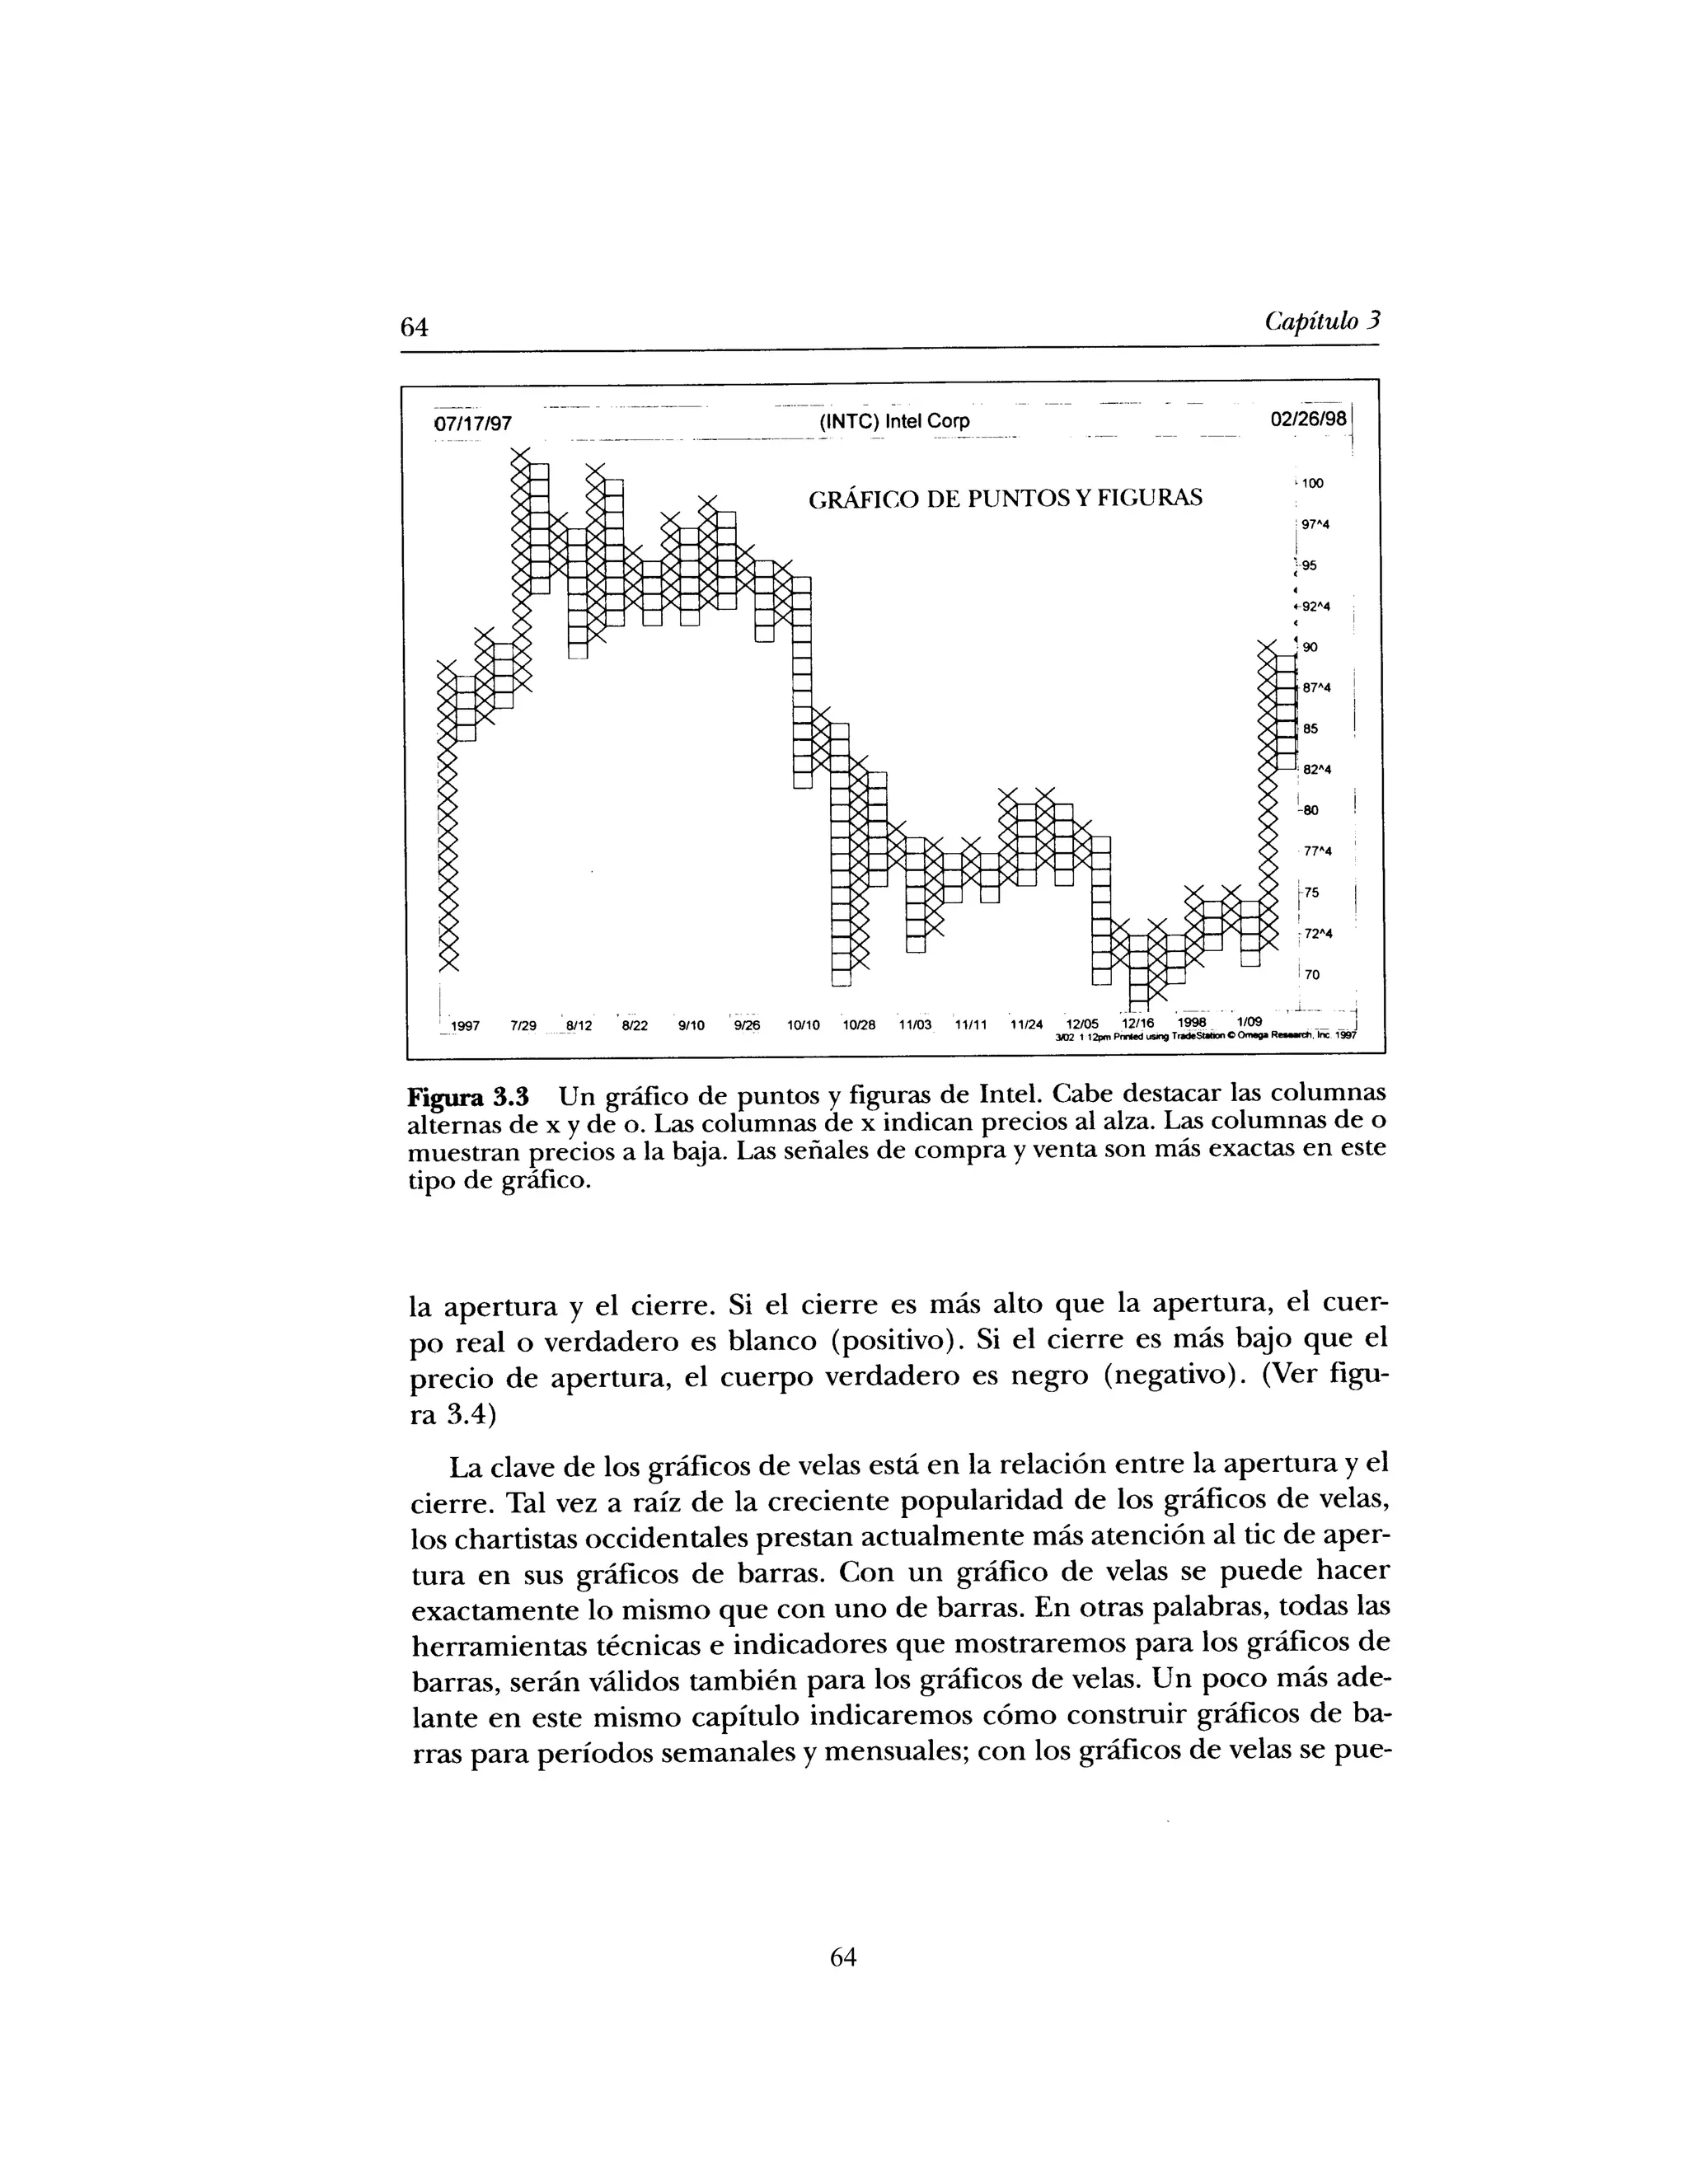 64 Capítulo 3
07/17/97 (INTC) Intel Corp 02/26/98
GRÁFICO DE PUNTOS Y FIGURAS
100
97^4
95
92^4
90
87^4
85
82^4
80
77^4
75
72^4
70
1997 7/29 8/12 8/22 9/10 9/26 10/10 10/28 11/03 11/11 11/24 12/05 12/16 1998 1/09
3/02 1 12pm Printed using TradeStation © Omega Research, Inc. 1997
Figura 3.3 Un gráfico de puntos y figuras de Intel. Cabe destacar las columnas
alternas de x y de o. Las columnas de x indican precios al alza. Las columnas de o
muestran precios a la baja. Las señales de compra y venta son más exactas en este
tipo de gráfico.
la apertura y el cierre. Si el cierre es más alto que la apertura, el cuer-
po real o verdadero es blanco (positivo). Si el cierre es más bajo que el
precio de apertura, el cuerpo verdadero es negro (negativo). (Ver figu-
ra 3.4)
La clave de los gráficos de velas está en la relación entre la apertura y el
cierre. Tal vez a raíz de la creciente popularidad de los gráficos de velas,
los chartistas occidentales prestan actualmente más atención al tic de aper-
tura en sus gráficos de barras. Con un gráfico de velas se puede hacer
exactamente lo mismo que con uno de barras. En otras palabras, todas las
herramientas técnicas e indicadores que mostraremos para los gráficos de
barras, serán válidos también para los gráficos de velas. Un poco más ade-
lante en este mismo capítulo indicaremos cómo construir gráficos de ba-
rras para períodos semanales y mensuales; con los gráficos de velas se pue-
64